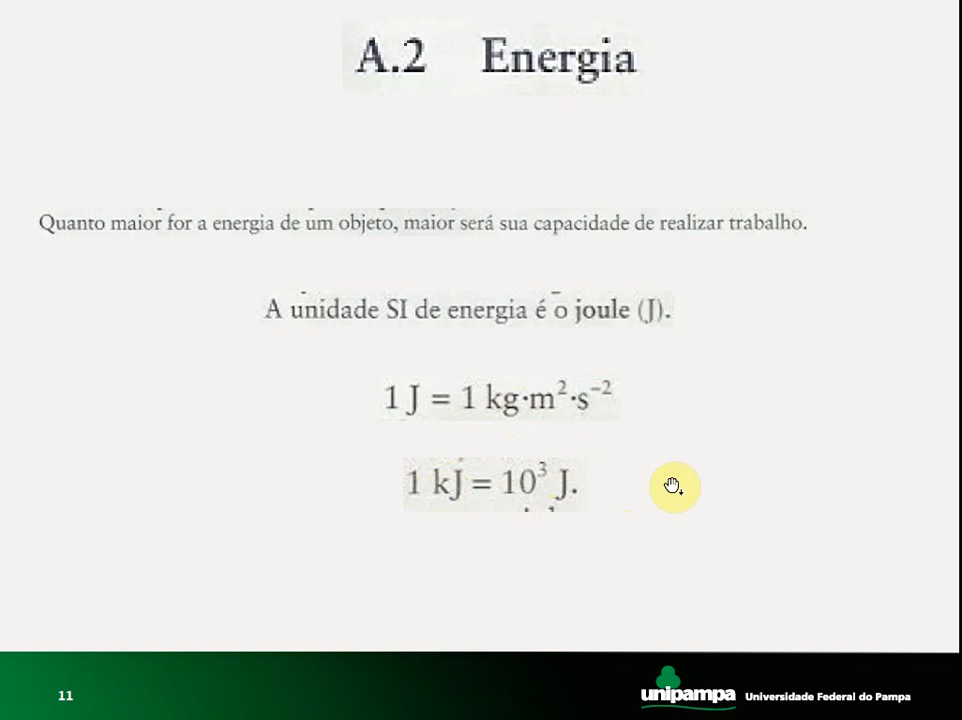 A.2 Energia
Quanto maior for a energia de um objeto, maior será sua capacidade de realizar trabalho.
A unidade SI de energia é o joule (J).
1 J = 1 kg·m²·s⁻²
1 kJ = 10³ J.
11
unipampa Universidade Federal do Pampa